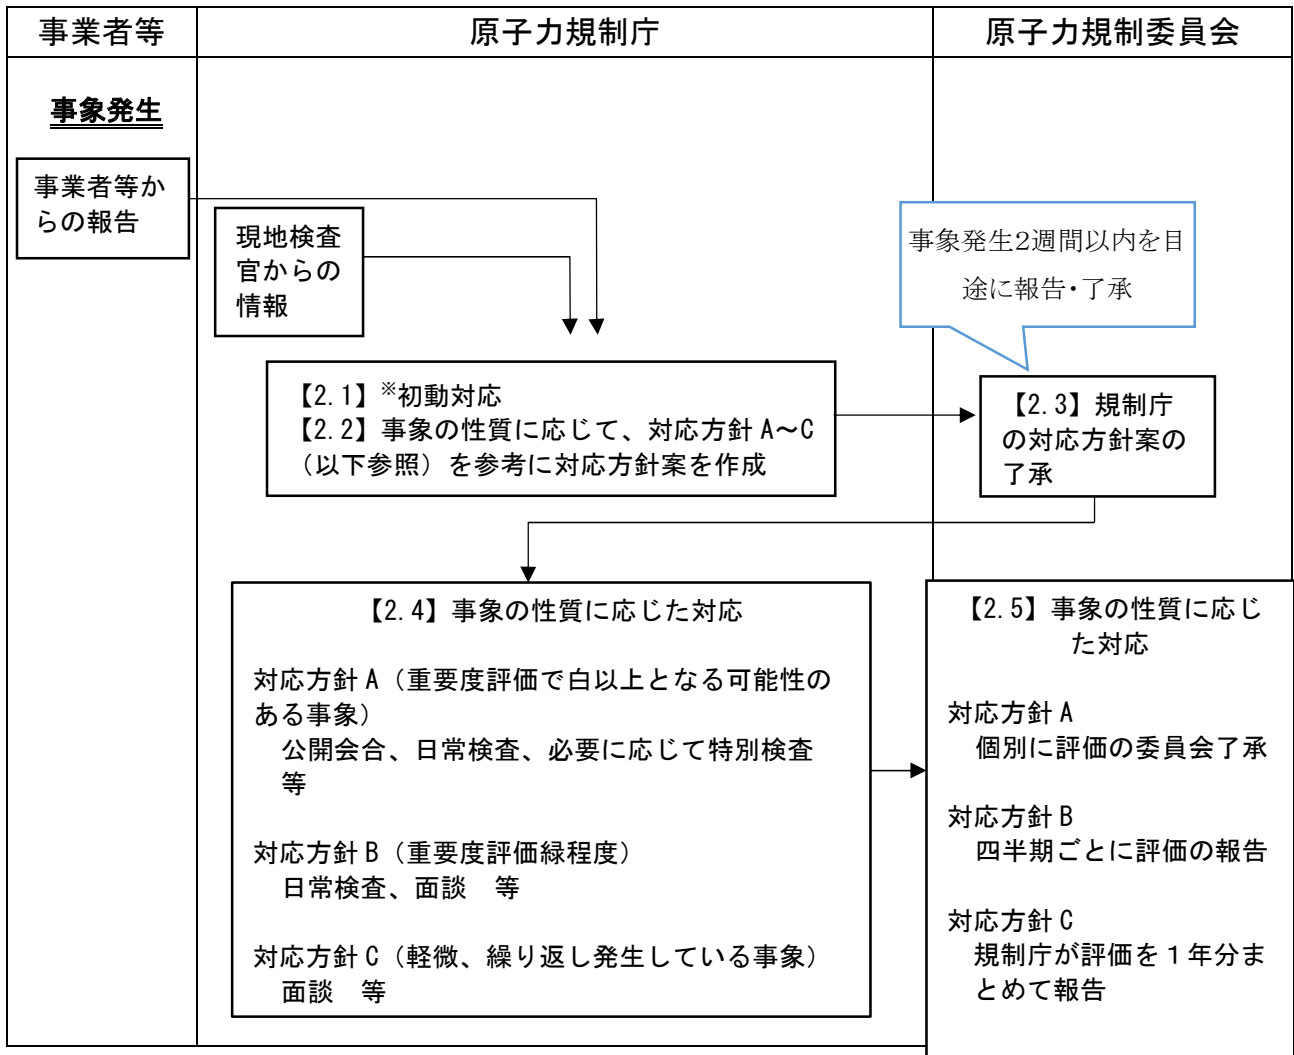 事業者等
原子力規制庁
原子力規制委員会
事象発生
事業者等か
らの報告
現地検査
官からの
情報
事象発生2週間以内を目
途に報告・了承
【2.1】※初動対応
【2.2】事象の性質に応じて、対応方針A～C
（以下参照）を参考に対応方針案を作成
【2.3】規制庁
の対応方針案の
了承
【2.4】事象の性質に応じた対応
対応方針A（重要度評価で白以上となる可能性の
ある事象）
公開会合、日常検査、必要に応じて特別検査
等
対応方針B（重要度評価緑程度）
日常検査、面談　等
対応方針C（軽微、繰り返し発生している事象）
面談　等
【2.5】事象の性質に応じ
た対応
対応方針A
個別に評価の委員会了承
対応方針B
四半期ごとに評価の報告
対応方針C
規制庁が評価を１年分ま
とめて報告